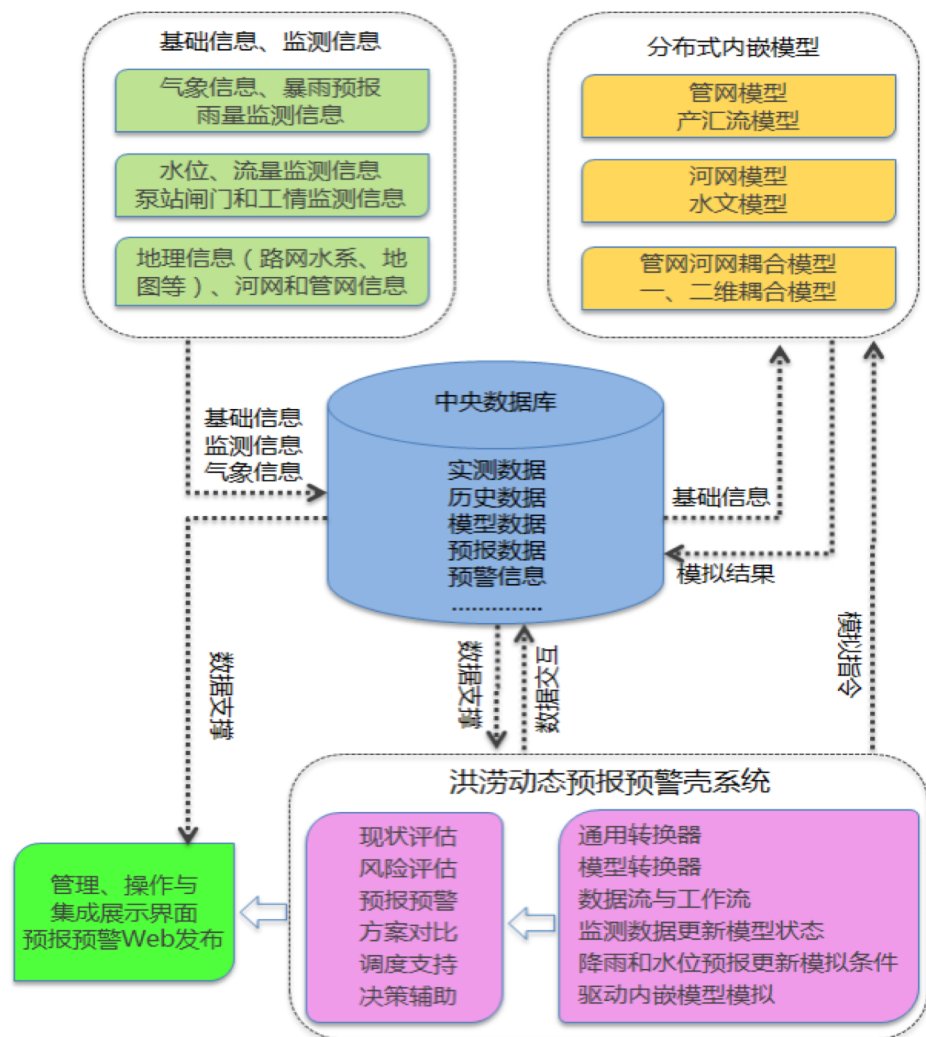 基础信息、监测信息
气象信息、暴雨预报
雨量监测信息
水位、流量监测信息
泵站闸门和工情监测信息
地理信息（路网水系、地
图等）、河网和管网信息
分布式内嵌模型
管网模型
产汇流模型
河网模型
水文模型
管网河网耦合模型
一、二维耦合模型
基础信息
监测信息
气象信息
中央数据库
实测数据
历史数据
模型数据
预报数据
预警信息
..............
基础信息
模拟结果
数据支撑
数据支撑
数据交互
模拟指令
洪涝动态预报预警壳系统
现状评估
风险评估
预报预警
方案对比
调度支持
决策辅助
通用转换器
模型转换器
数据流与工作流
监测数据更新模型状态
降雨和水位预报更新模拟条件
驱动内嵌模型模拟
管理、操作与
集成展示界面
预报预警Web发布